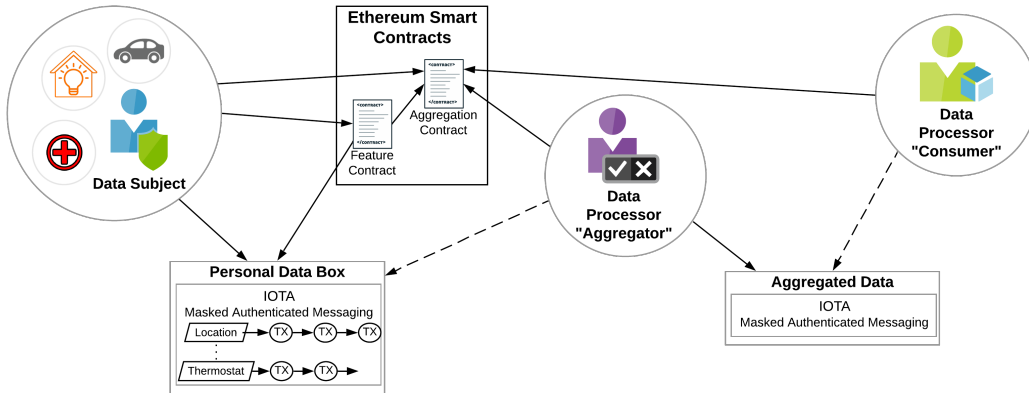 Ethereum Smart
Contracts
<contract>
</contract>
Aggregation
Contract
<contract>
</contract>
Feature
Contract
Data Subject
Data
Processor
"Aggregator"
Data
Processor
"Consumer"
Personal Data Box
IOTA
Masked Authenticated Messaging
Location
TX
TX
TX
Thermostat
TX
TX
Aggregated Data
IOTA
Masked Authenticated Messaging